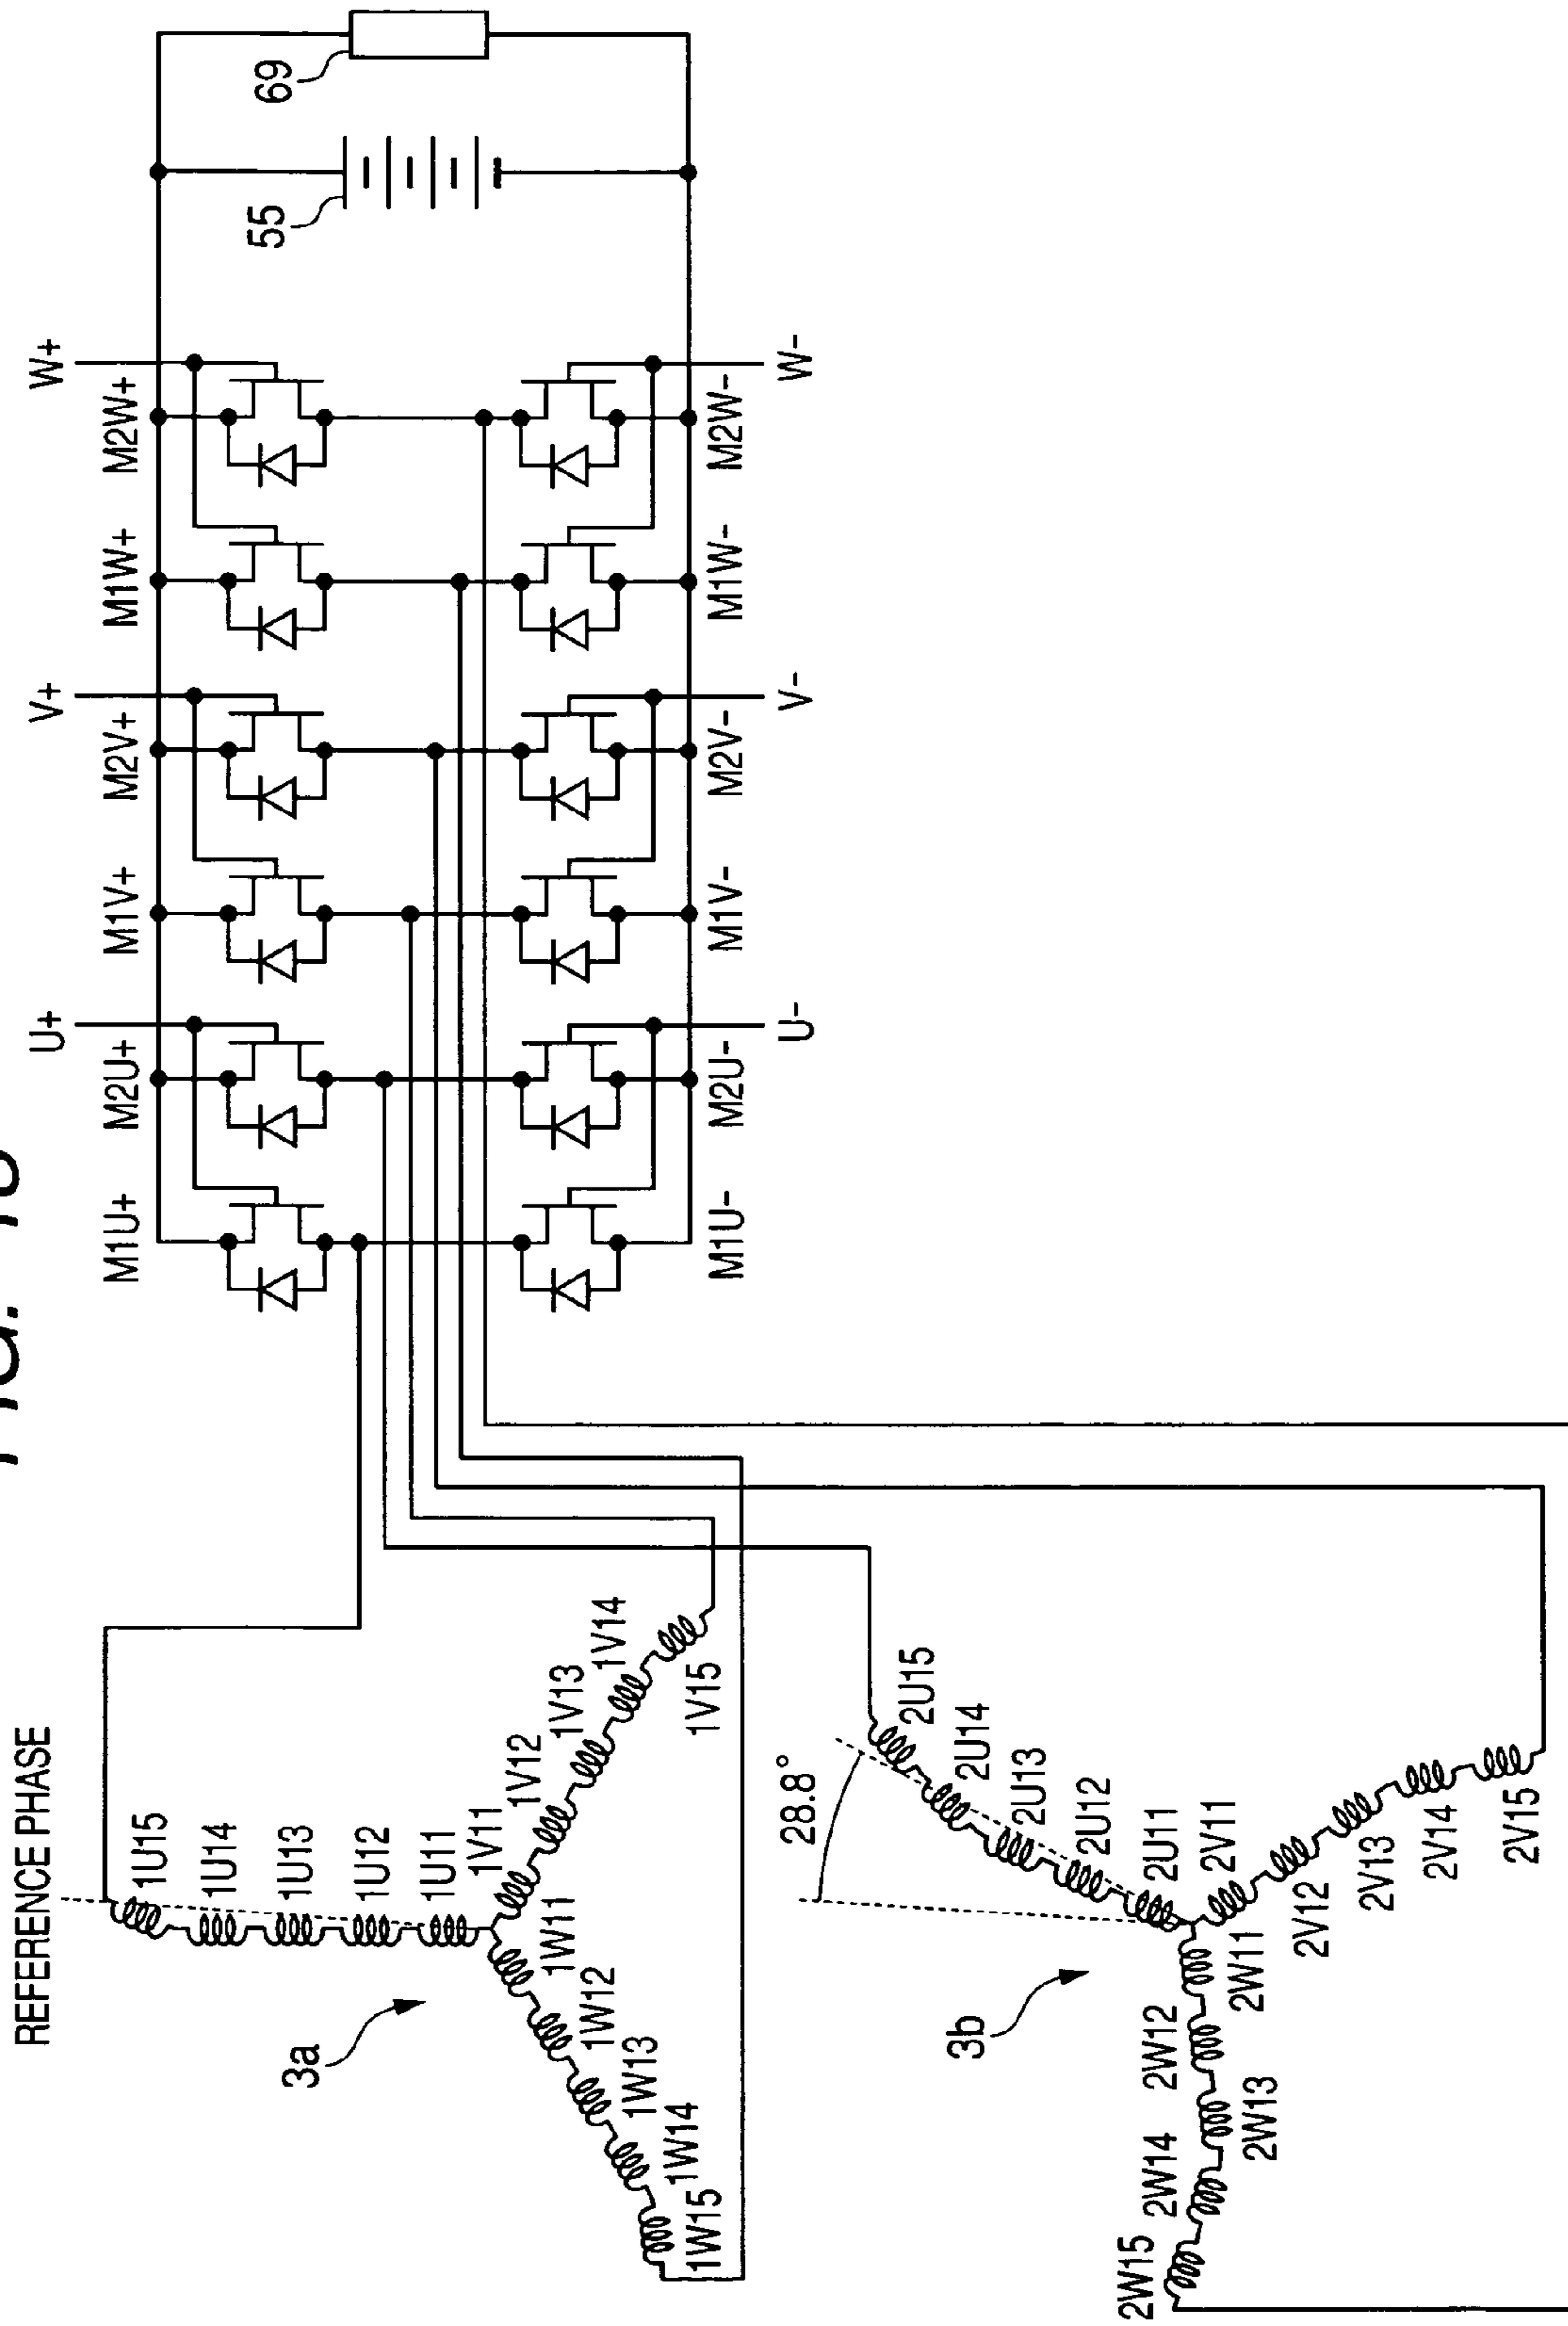 FIG.
REFERENCE PHASE
U+
V+
W+
M1U+
M2U+
M1V+
M2V+
M1W+
M2W+
69
55
M1U-
M2U-
M1V-
M2V-
M1W-
M2W-
U-
V-
W-
3a
1U15
1U14
1U13
1U12
1U11
1V11
1V12
1V13
1V14
1V15
1W11
1W12
1W13
1W14
1W15
28.8°
3b
2U15
2U14
2U13
2U12
2U11
2V11
2V12
2V13
2V14
2V15
2W11
2W12
2W13
2W14
2W15